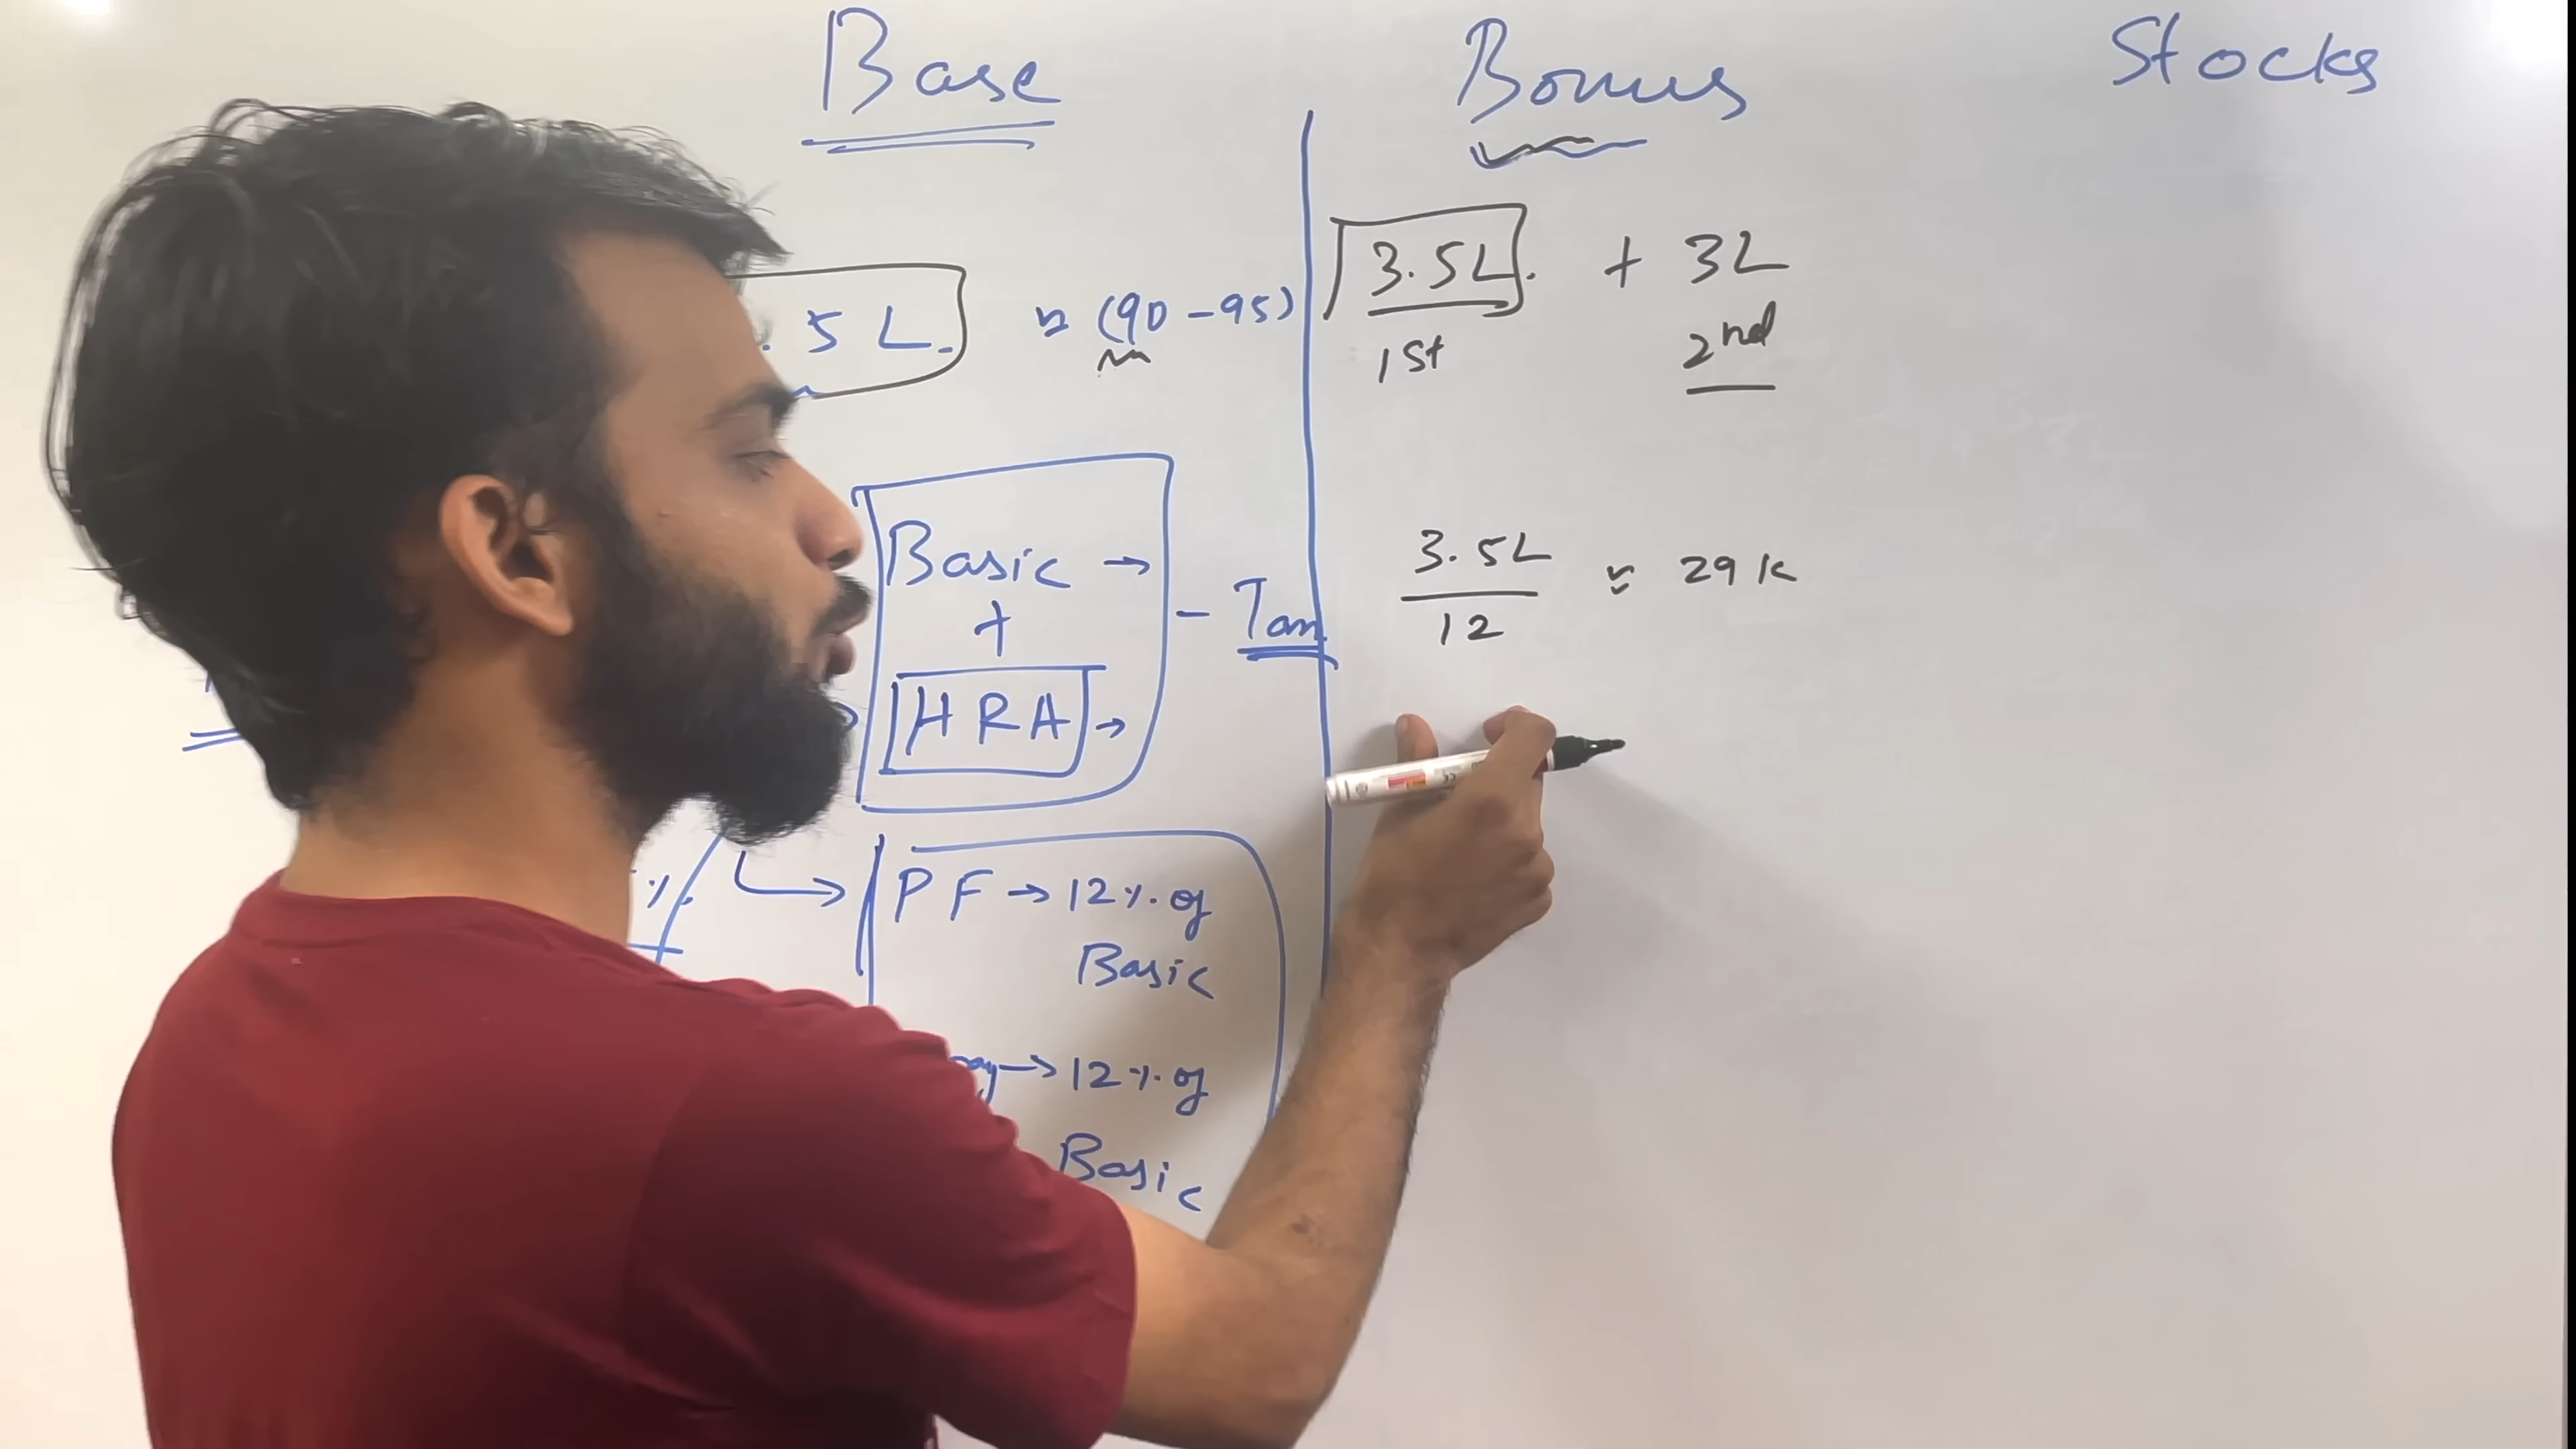 Base
. 5 L. ≈ (90 - 95)
Basic →
+
HRA →
- Tax
PF → 12% of
Basic
→ 12% of
Basic
Bonus
3.5L. + 3L
1st 2nd
3.5L
12
≈ 29 K
Stocks